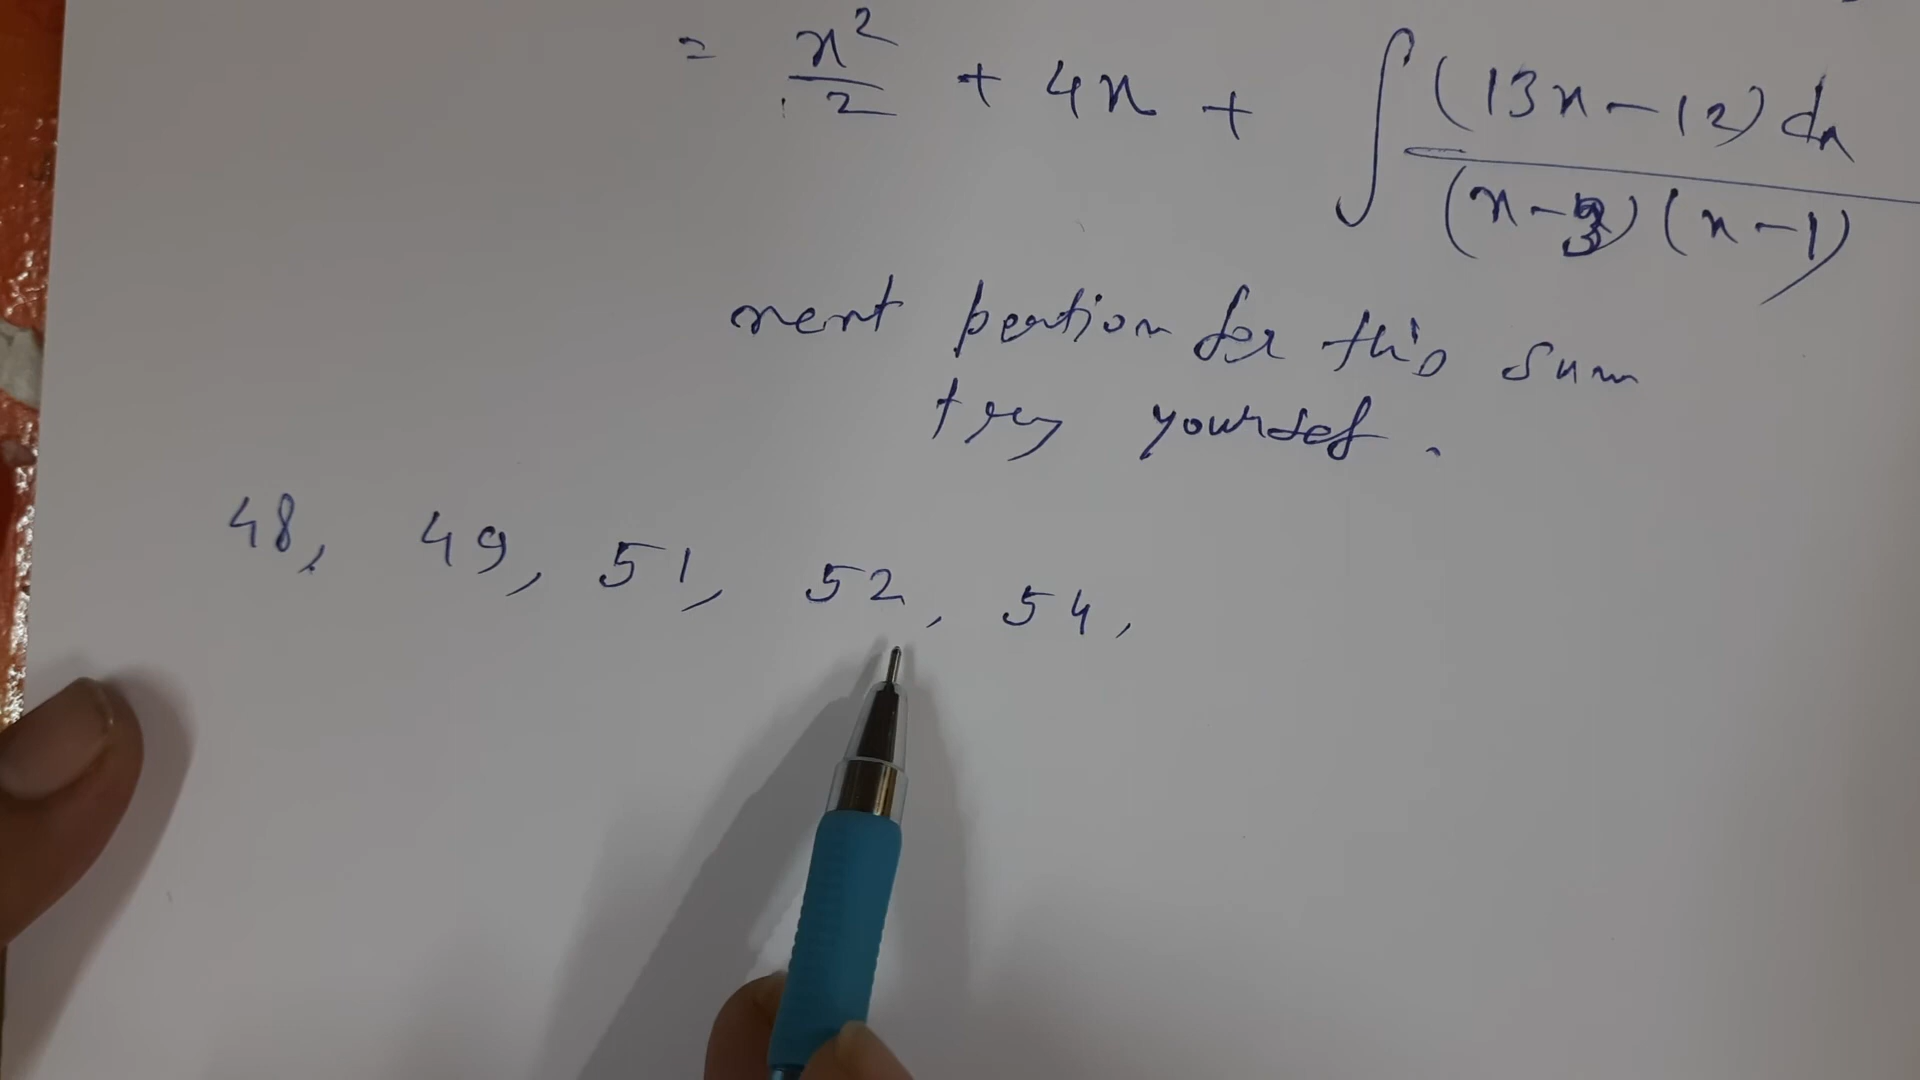 = x²/2 + 4x + ∫ (13x-12) dx / (x-3)(x-1)
next portion for this sum
try yourself.
48, 49, 51, 52, 54,